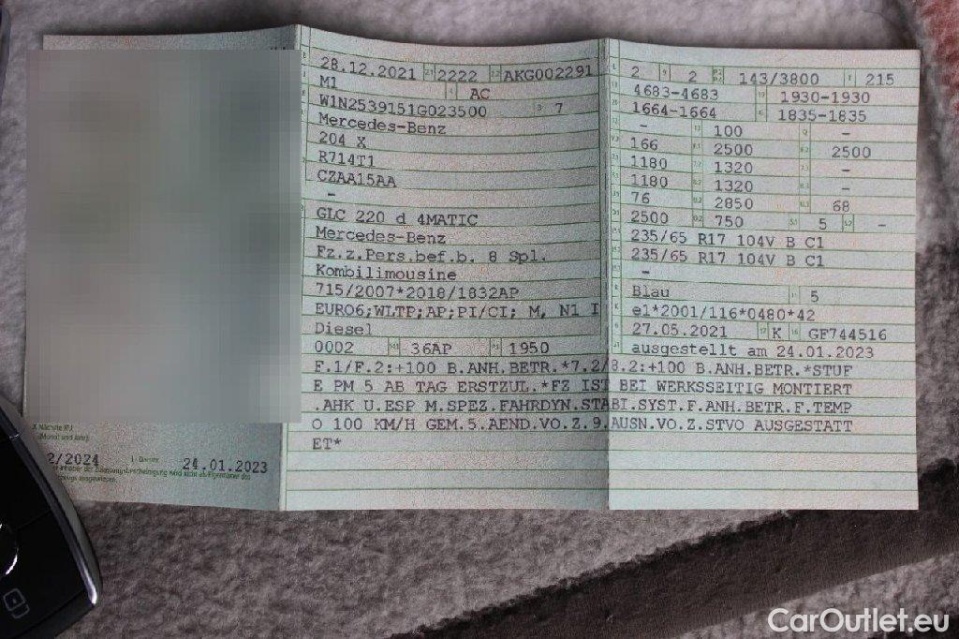 28.12.2021 2222 AKG002291
M1 AC
W1N2539151G023500 7
Mercedes-Benz
204 X
R714T1
CZAA15AA
-
GLC 220 d 4MATIC
Mercedes-Benz
Fz.z.Pers.bef.b. 8 Spl.
Kombilimousine
715/2007*2018/1832AP
EURO6;WLTP;AP;PI/CI; M, N1 I
Diesel
0002 36AP 1950
2 9 2 143/3800 215
4683-4683 1930-1930
1664-1664 1835-1835
- 100 -
166 2500 2500
1180 1320 -
1180 1320 -
76 2850 68
2500 750 5 -
235/65 R17 104V B C1
235/65 R17 104V B C1
-
Blau 5
e1*2001/116*0480*42
27.05.2021 K GF744516
ausgestellt am 24.01.2023
F.1/F.2:+100 B.ANH.BETR.*7.2/8.2:+100 B.ANH.BETR.*STUF
E PM 5 AB TAG ERSTZUL.*FZ IST BEI WERKSSEITIG MONTIERT
.AHK U.ESP M.SPEZ.FAHRDYN.STABI.SYST.F.ANH.BETR.F.TEMP
O 100 KM/H GEM.5.AEND.VO.Z.9.AUSN.VO.Z.STVO AUSGESTATT
ET*
(Monat und Jahr)
2/2024 24.01.2023
CarOutlet.eu